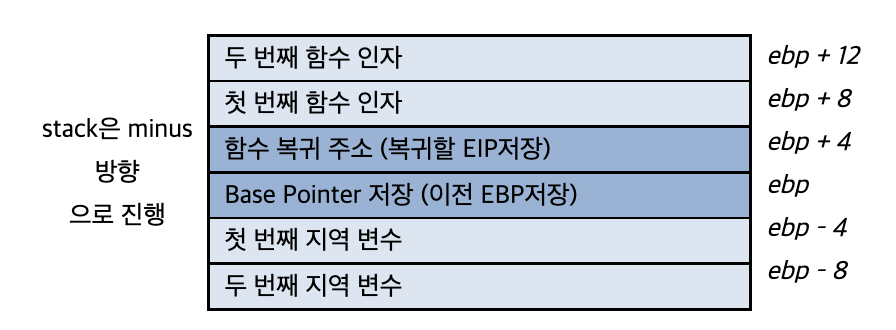 두 번째 함수 인자
ebp + 12
첫 번째 함수 인자
ebp + 8
stack은 minus
방향
으로 진행
함수 복귀 주소 (복귀할 EIP저장)
ebp + 4
Base Pointer 저장 (이전 EBP저장)
ebp
첫 번째 지역 변수
ebp - 4
두 번째 지역 변수
ebp - 8